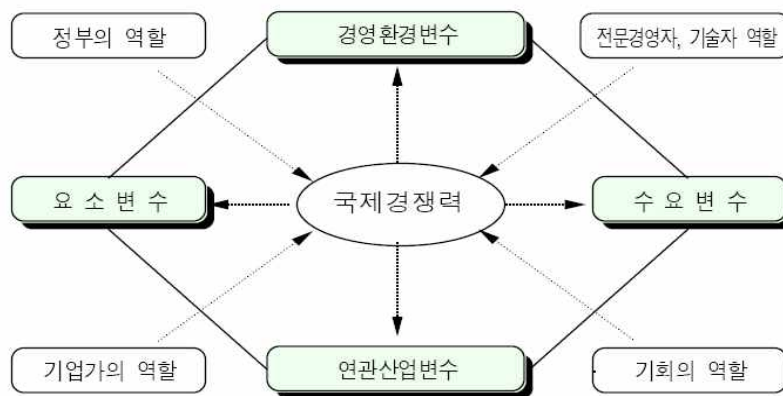 정부의 역할
경영환경변수
전문경영자, 기술자 역할
요 소 변 수
국제경쟁력
수 요 변 수
기업가의 역할
연관산업변수
기회의 역할